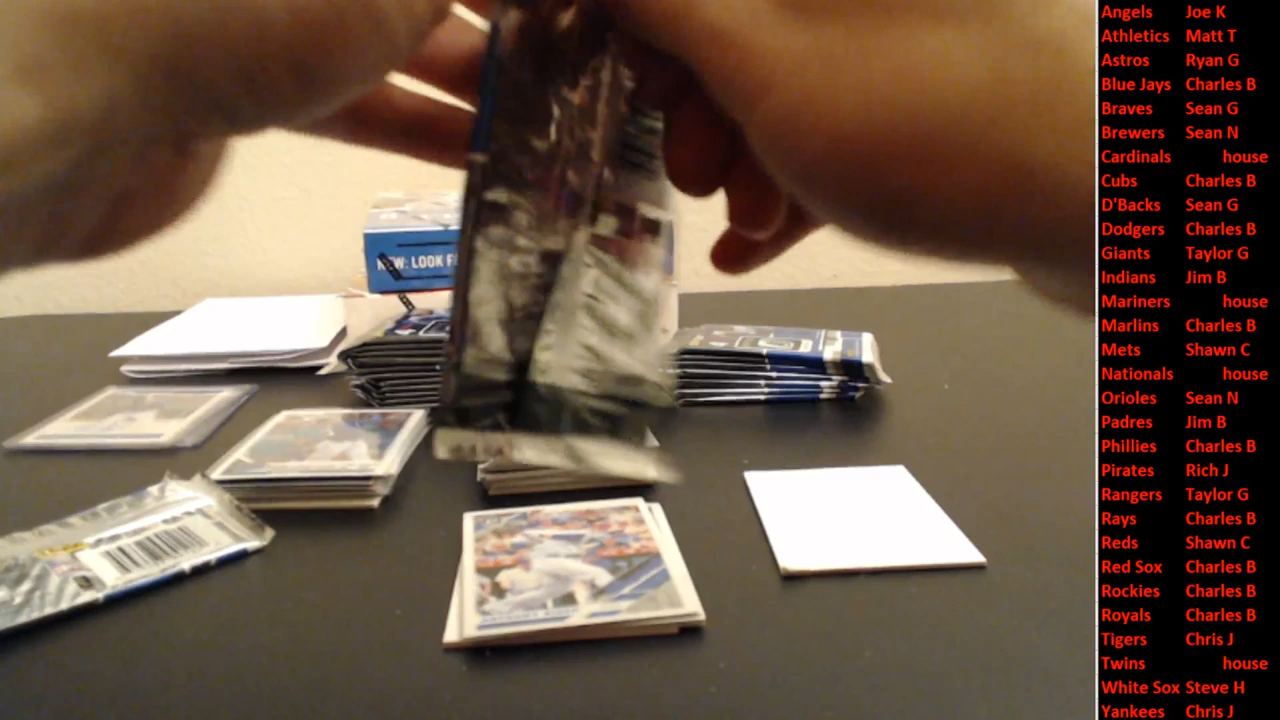 Angels Joe K
Athletics Matt T
Astros Ryan G
Blue Jays Charles B
Braves Sean G
Brewers Sean N
Cardinals house
Cubs Charles B
D'Backs Sean G
Dodgers Charles B
Giants Taylor G
Indians Jim B
Mariners house
Marlins Charles B
Mets Shawn C
Nationals house
Orioles Sean N
Padres Jim B
Phillies Charles B
Pirates Rich J
Rangers Taylor G
Rays Charles B
Reds Shawn C
Red Sox Charles B
Rockies Charles B
Royals Charles B
Tigers Chris J
Twins house
White Sox Steve H
Yankees Chris J
NEW: LOOK F